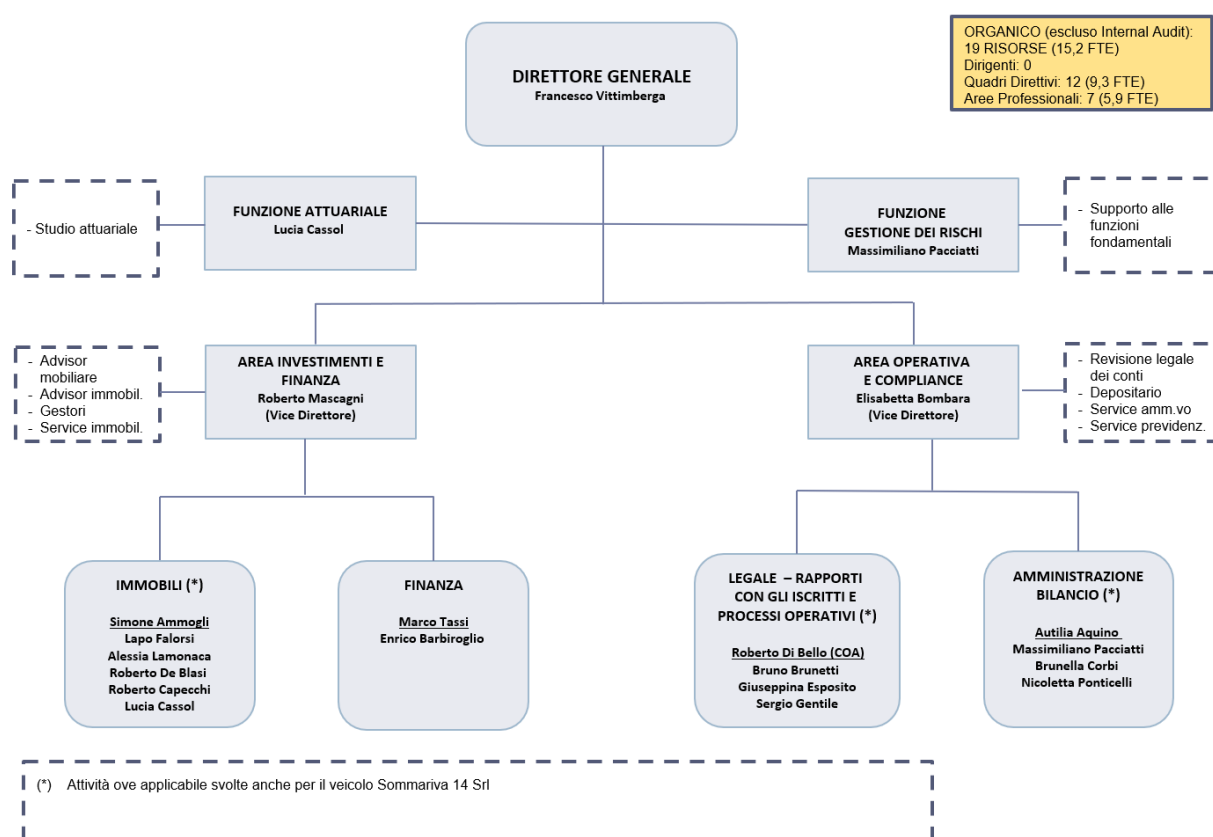 ORGANICO (escluso Internal Audit):
19 RISORSE (15,2 FTE)
Dirigenti: 0
Quadri Direttivi: 12 (9,3 FTE)
Aree Professionali: 7 (5,9 FTE)
DIRETTORE GENERALE
Francesco Vittimberga
- Studio attuariale
FUNZIONE ATTUARIALE
Lucia Cassol
FUNZIONE
GESTIONE DEI RISCHI
Massimiliano Pacciatti
- Supporto alle
funzioni
fondamentali
- Advisor
mobiliare
- Advisor immobil.
- Gestori
- Service immobil.
AREA INVESTIMENTI E
FINANZA
Roberto Mascagni
(Vice Direttore)
AREA OPERATIVA
E COMPLIANCE
Elisabetta Bombara
(Vice Direttore)
- Revisione legale
dei conti
- Depositario
- Service amm.vo
- Service previdenz.
IMMOBILI (*)
Simone Ammogli
Lapo Falorsi
Alessia Lamonaca
Roberto De Blasi
Roberto Capecchi
Lucia Cassol
FINANZA
Marco Tassi
Enrico Barbiroglio
LEGALE – RAPPORTI
CON GLI ISCRITTI E
PROCESSI OPERATIVI (*)
Roberto Di Bello (COA)
Bruno Brunetti
Giuseppina Esposito
Sergio Gentile
AMMINISTRAZIONE
BILANCIO (*)
Autilia Aquino
Massimiliano Pacciatti
Brunella Corbi
Nicoletta Ponticelli
(*) Attività ove applicabile svolte anche per il veicolo Sommariva 14 Srl